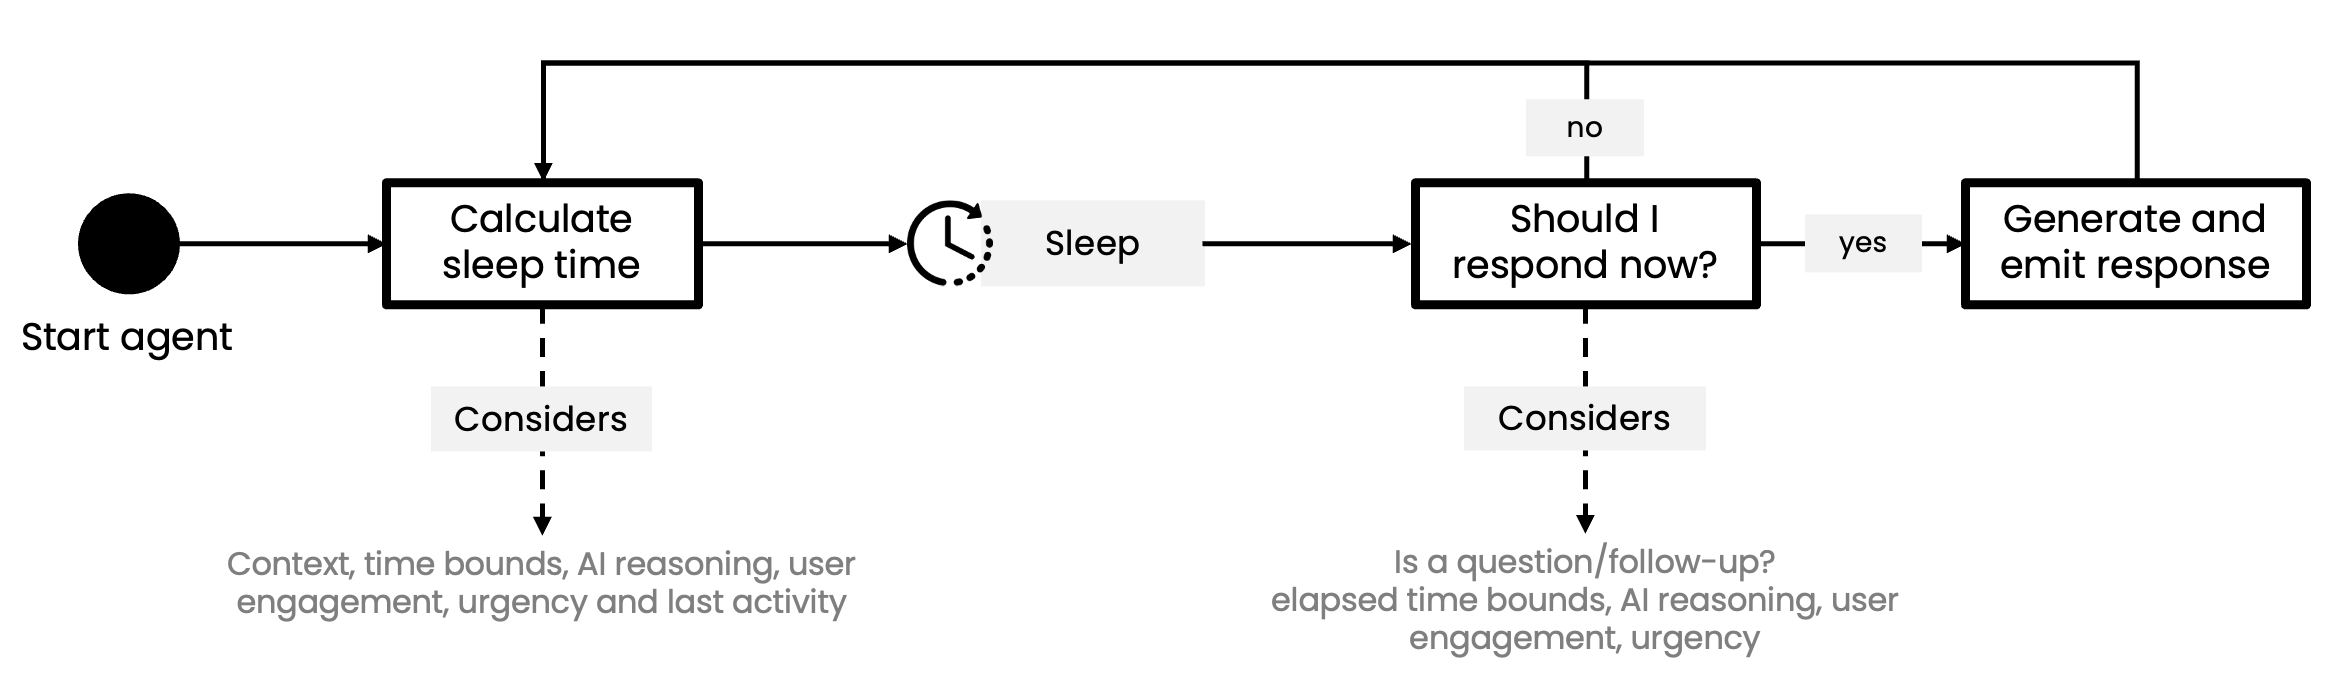 no
Calculate
sleep time
Sleep
Should I
respond now?
yes
Generate and
emit response
Start agent
Considers
Considers
Context, time bounds, AI reasoning, user
engagement, urgency and last activity
Is a question/follow-up?
elapsed time bounds, AI reasoning, user
engagement, urgency